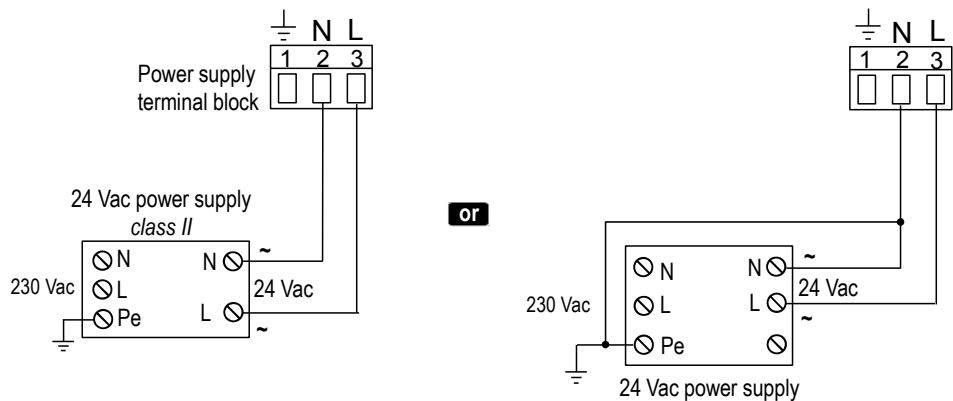 N L
1 2 3
Power supply
terminal block
24 Vac power supply
class II
N N ~
230 Vac L 24 Vac
Pe L ~
or
N L
1 2 3
N N ~
230 Vac L L 24 Vac
Pe ~
24 Vac power supply